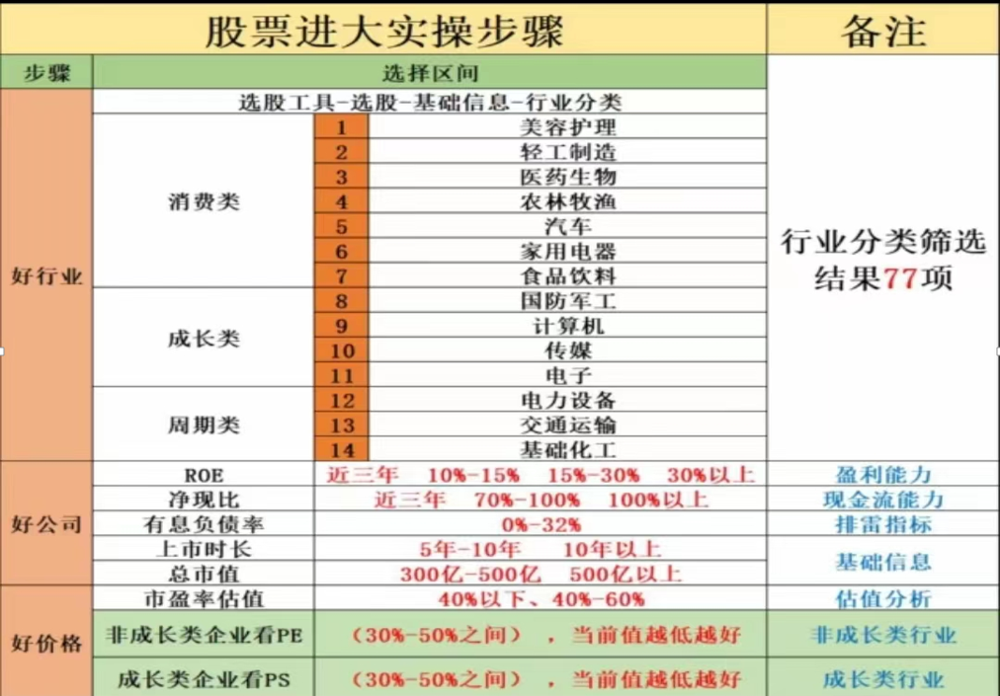 股票进大实操步骤 备注
步骤 选择区间
好行业
选股工具-选股-基础信息-行业分类
消费类
1 美容护理
2 轻工制造
3 医药生物
4 农林牧渔
5 汽车
6 家用电器
7 食品饮料
成长类
8 国防军工
9 计算机
10 传媒
11 电子
周期类
12 电力设备
13 交通运输
14 基础化工
行业分类筛选
结果77项
好公司
ROE 近三年 10%-15% 15%-30% 30%以上 盈利能力
净现比 近三年 70%-100% 100%以上 现金流能力
有息负债率 0%-32% 排雷指标
上市时长 5年-10年 10年以上
总市值 300亿-500亿 500亿以上
基础信息
好价格
市盈率估值 40%以下、40%-60% 估值分析
非成长类企业看PE （30%-50%之间），当前值越低越好 非成长类行业
成长类企业看PS （30%-50%之间），当前值越低越好 成长类行业